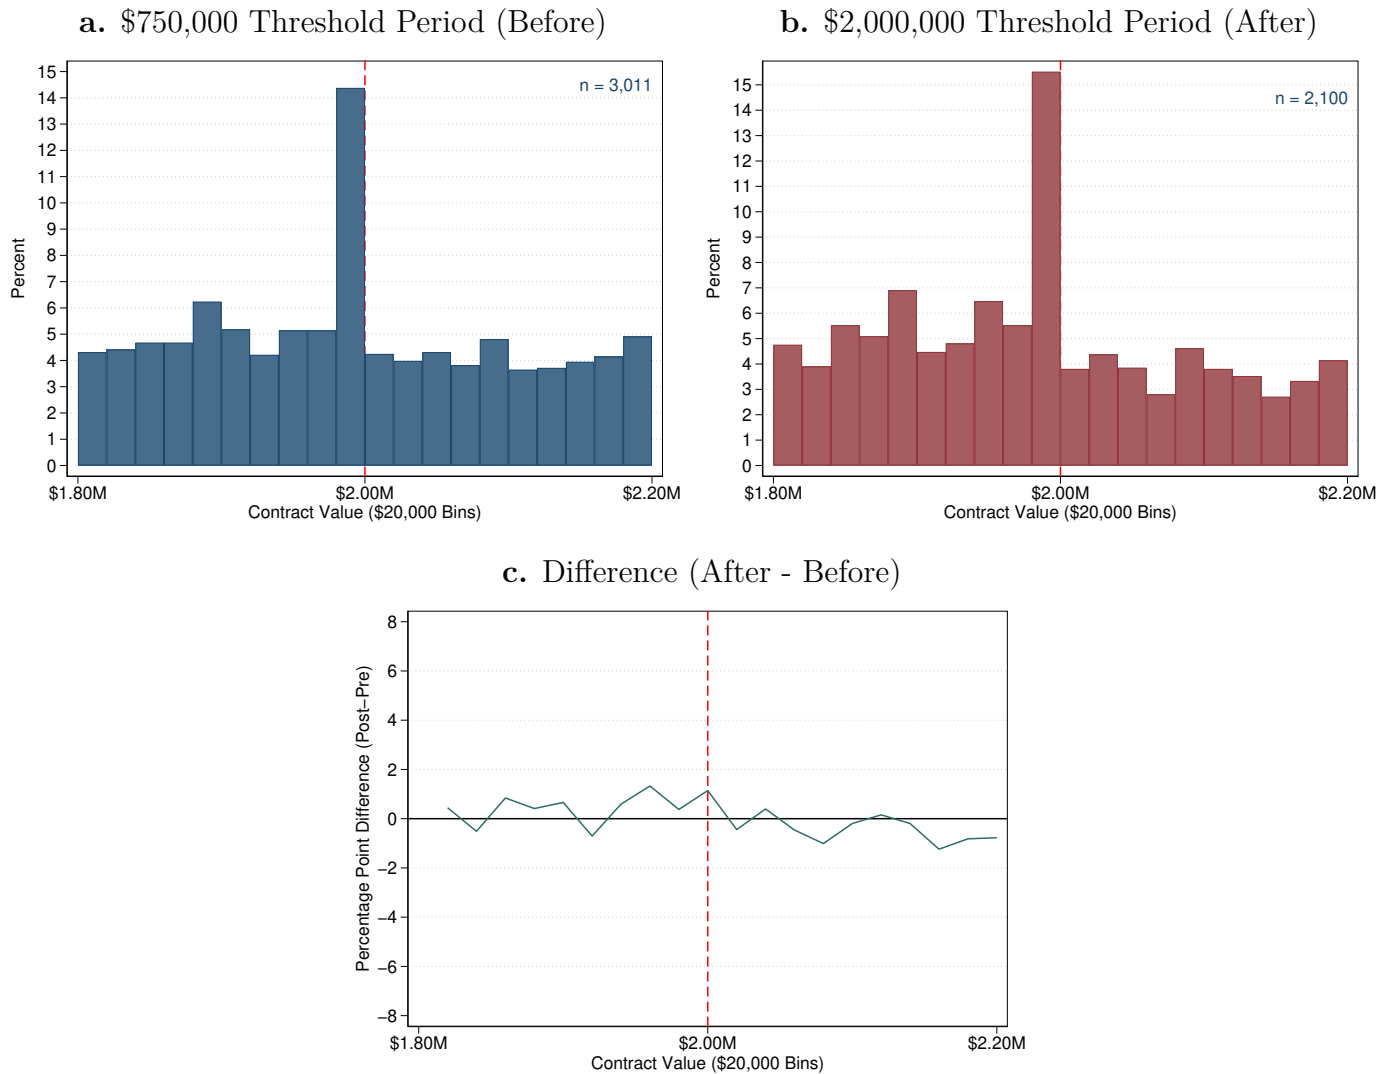 a. $750,000 Threshold Period (Before)
15
14
13
12
11
10
9
8
7
6
5
4
3
2
1
0
Percent
n = 3,011
$1.80M
$2.00M
$2.20M
Contract Value ($20,000 Bins)
b. $2,000,000 Threshold Period (After)
15
14
13
12
11
10
9
8
7
6
5
4
3
2
1
0
Percent
n = 2,100
$1.80M
$2.00M
$2.20M
Contract Value ($20,000 Bins)
c. Difference (After - Before)
8
6
4
2
0
−2
−4
−6
−8
Percentage Point Difference (Post−Pre)
$1.80M
$2.00M
$2.20M
Contract Value ($20,000 Bins)